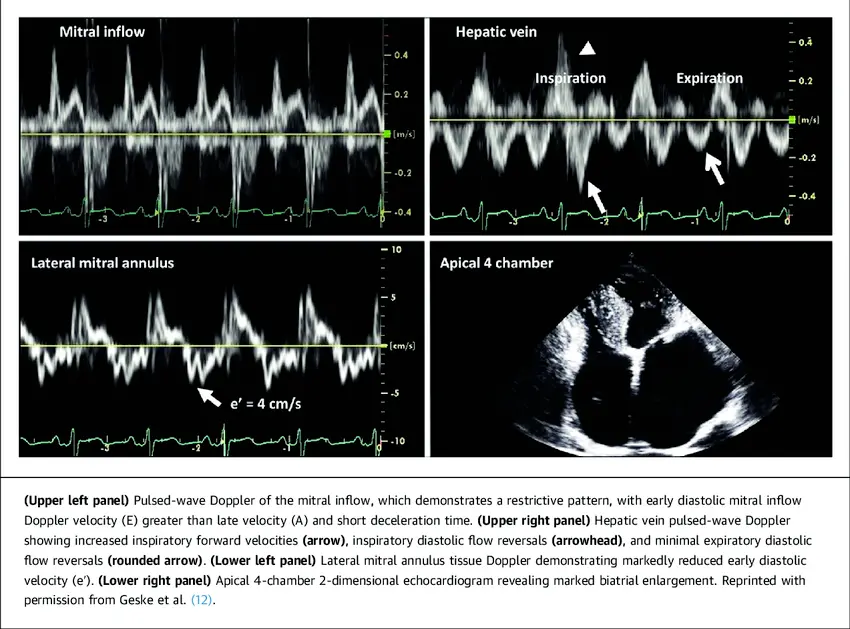 Mitral inflow
0.4
0.2
[m/s]
-0.2
-0.4
-3
-2
-1
0
Hepatic vein
0.4
Inspiration
Expiration
0.2
[m/s]
-0.2
-0.4
-3
-2
-1
0
Lateral mitral annulus
10
5
[cm/s]
-5
e′ = 4 cm/s
-10
-3
-2
-1
0
Apical 4 chamber
(Upper left panel) Pulsed-wave Doppler of the mitral inflow, which demonstrates a restrictive pattern, with early diastolic mitral inflow
Doppler velocity (E) greater than late velocity (A) and short deceleration time. (Upper right panel) Hepatic vein pulsed-wave Doppler
showing increased inspiratory forward velocities (arrow), inspiratory diastolic flow reversals (arrowhead), and minimal expiratory diastolic
flow reversals (rounded arrow). (Lower left panel) Lateral mitral annulus tissue Doppler demonstrating markedly reduced early diastolic
velocity (e′). (Lower right panel) Apical 4-chamber 2-dimensional echocardiogram revealing marked biatrial enlargement. Reprinted with
permission from Geske et al. (12).